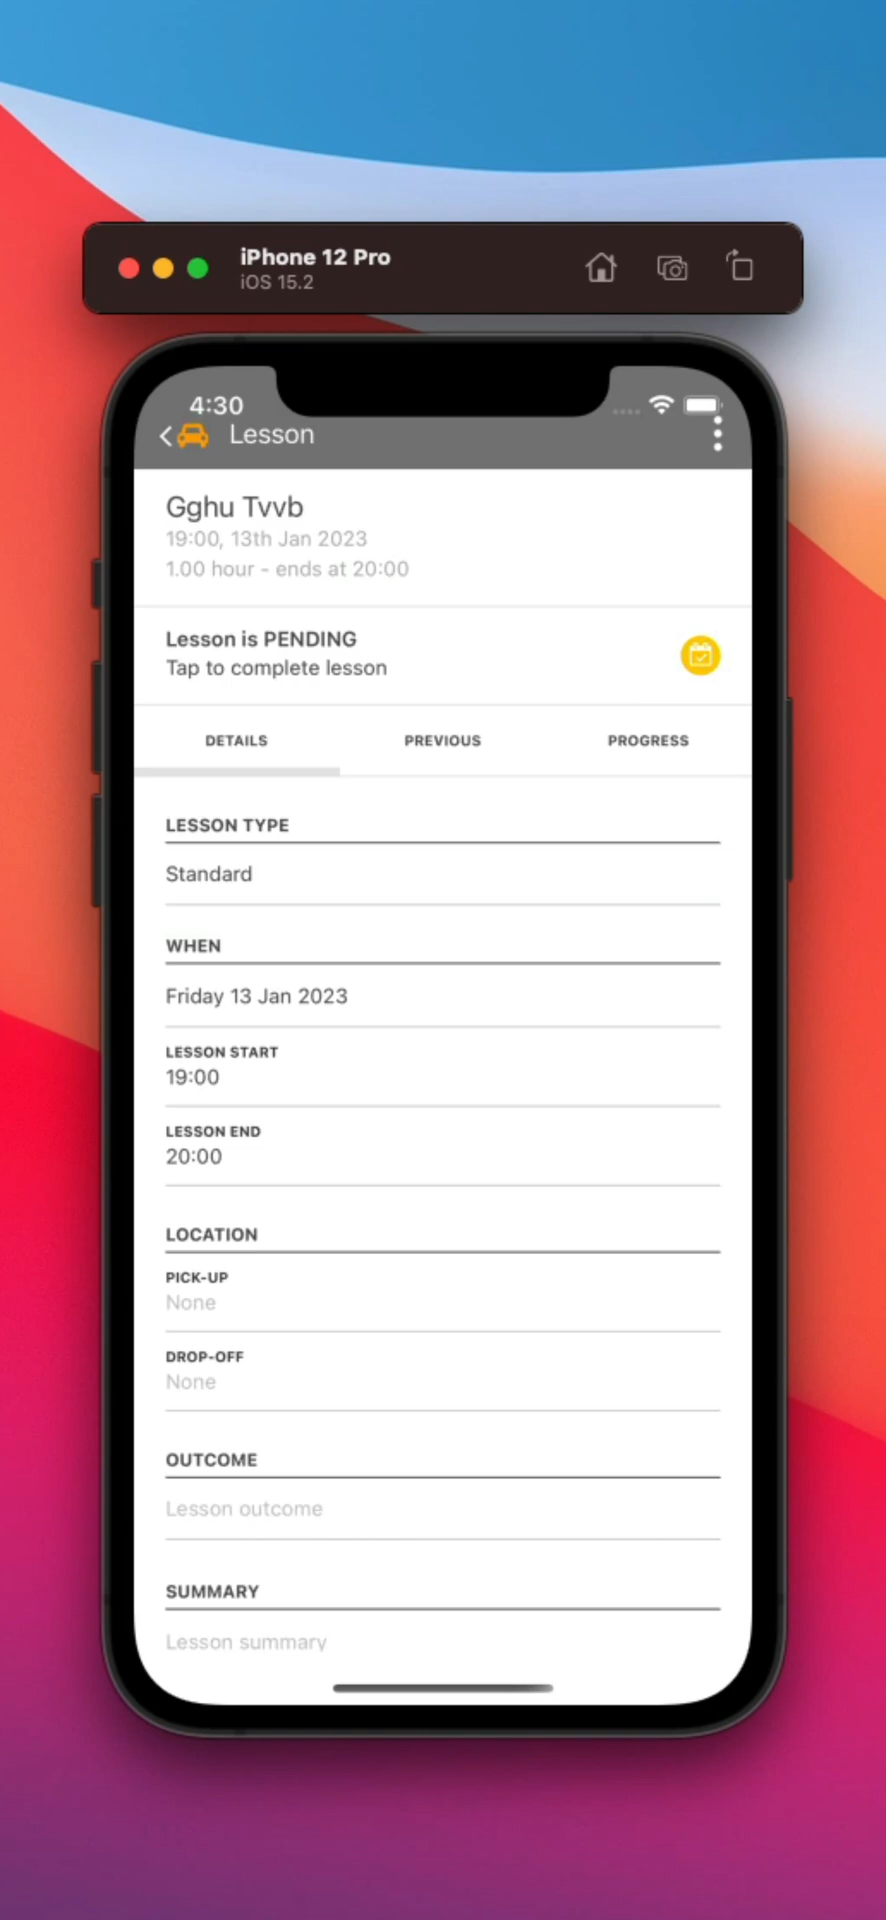 iPhone 12 Pro
iOS 15.2
4:30
Lesson
Gghu Tvvb
19:00, 13th Jan 2023
1.00 hour - ends at 20:00
Lesson is PENDING
Tap to complete lesson
DETAILS PREVIOUS PROGRESS
LESSON TYPE
Standard
WHEN
Friday 13 Jan 2023
LESSON START
19:00
LESSON END
20:00
LOCATION
PICK-UP
None
DROP-OFF
None
OUTCOME
Lesson outcome
SUMMARY
Lesson summary